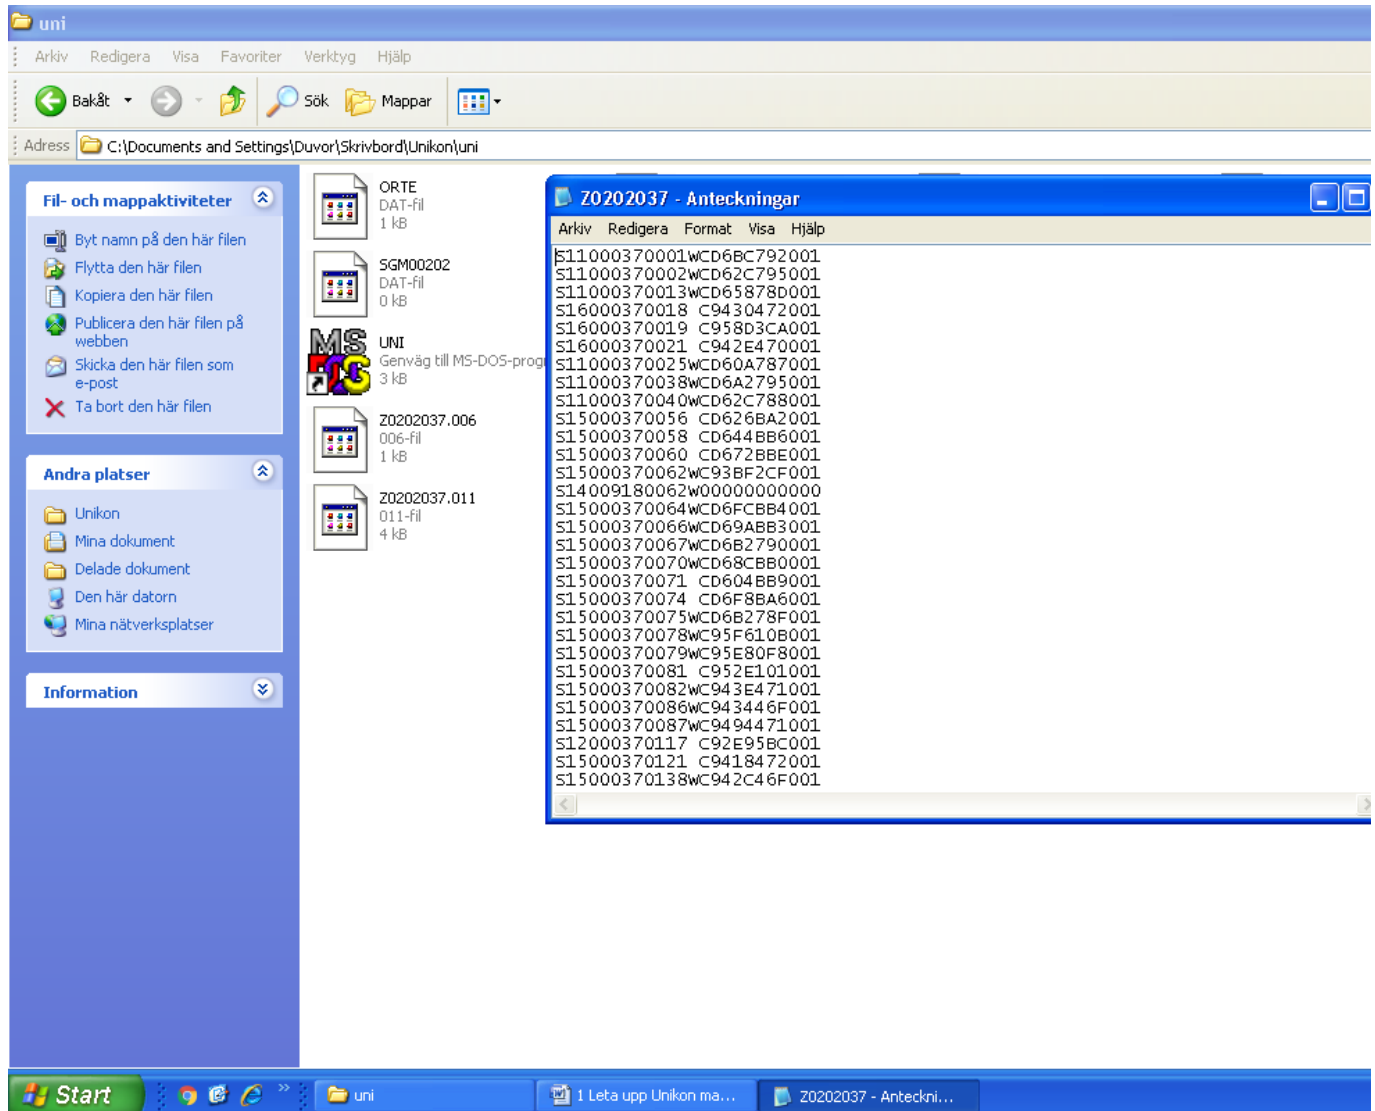 uni
Arkiv Redigera Visa Favoriter Verktyg Hjälp
Bakåt Sök Mappar
Adress C:\Documents and Settings\Duvor\Skrivbord\Unikon\uni
Fil- och mappaktiviteter
Byt namn på den här filen
Flytta den här filen
Kopiera den här filen
Publicera den här filen på
webben
Skicka den här filen som
e-post
Ta bort den här filen
Andra platser
Unikon
Mina dokument
Delade dokument
Den här datorn
Mina nätverksplatser
Information
ORTE
DAT-fil
1 kB
SGM00202
DAT-fil
0 kB
MS
DOS
UNI
Genväg till MS-DOS-progr
3 kB
Z0202037.006
006-fil
1 kB
Z0202037.011
011-fil
4 kB
Z0202037 - Anteckningar
Arkiv Redigera Format Visa Hjälp
S11000370001WCD6BC792001
S11000370002WCD62C795001
S11000370013WCD65878D001
S16000370018 C9430472001
S16000370019 C958D3CA001
S16000370021 C942E470001
S11000370025WCD60A787001
S11000370038WCD6A2795001
S11000370040WCD62C788001
S15000370056 CD626BA2001
S15000370058 CD644BB6001
S15000370060 CD672BBE001
S15000370062WC93BF2CF001
S14009180062W00000000000
S15000370064WCD6FCBB4001
S15000370066WCD69ABB3001
S15000370067WCD6B2790001
S15000370070WCD68CBB0001
S15000370071 CD604BB9001
S15000370074 CD6F8BA6001
S15000370075WCD6B278F001
S15000370078WC95F610B001
S15000370079WC95E80F8001
S15000370081 C952E101001
S15000370082WC943E471001
S15000370086WC943446F001
S15000370087WC9494471001
S12000370117 C92E95BC001
S15000370121 C9418472001
S15000370138WC942C46F001
Start uni 1 Leta upp Unikon ma... Z0202037 - Anteckni...